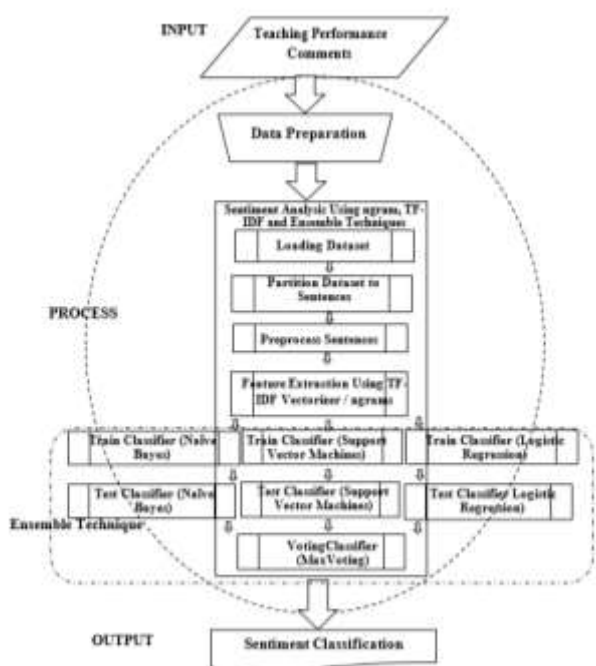 INPUT
Teaching Performance
Comments
Data Preparation
Sentiment Analysis Using ngram, TF-
IDF and Ensemble Techniques
Loading Dataset
Partition Dataset to
Sentences
PROCESS
Preprocess Sentences
Feature Extraction Using TF-
IDF Vectorizer / ngrams
Train Classifier (Naïve
Bayes)
Train Classifier (Support
Vector Machines)
Train Classifier (Logistic
Regression)
Test Classifier (Naïve
Bayes)
Test Classifier (Support
Vector Machines)
Test Classifier Logistic
Regrestion)
Ensemble Technique
VotingClassifier
(MaxVoting)
OUTPUT
Sentiment Classification